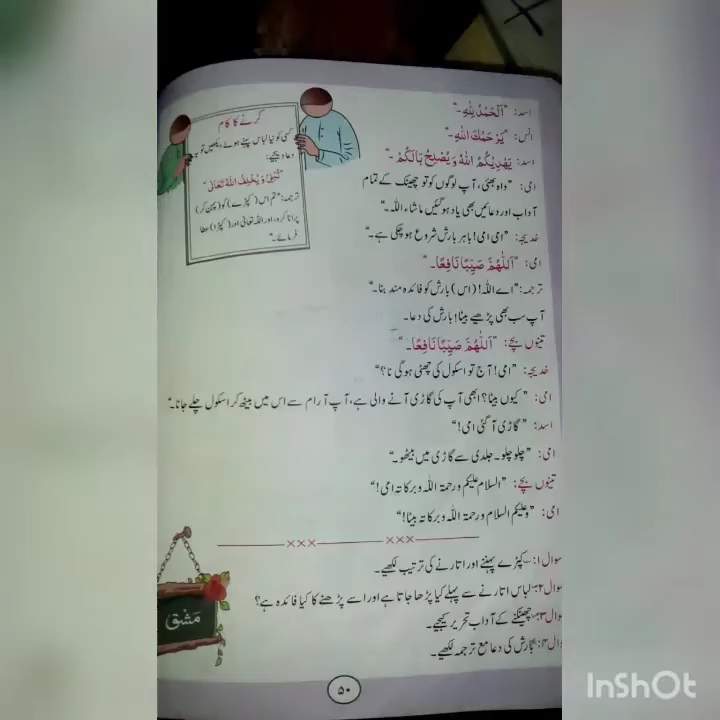 اسد: "اَلْحَمْدُ لِلّٰهِ۔"
انس: "یَرْحَمُكَ اللّٰهِ۔"
اسد: یَهْدِیْكُمُ اللّٰهُ وَ یُصْلِحُ بَالَكُمْ۔"
امی: "واہ بھئی، آپ لوگوں کو تو چھینک کے تمام
آداب اور دعائیں بھی یاد ہوگئیں ماشاء اللہ۔"
خدیجہ: "امی امی! باہر بارش شروع ہوچکی ہے۔"
امی: "اَللّٰهُمَّ صَیِّبًا نَافِعًا۔"
ترجمہ: "اے اللہ! (اس) بارش کو فائدہ مند بنا۔"
آپ سب بھی پڑھیے بیٹا! بارش کی دعا۔
تینوں بچے: "اَللّٰهُمَّ صَیِّبًا نَافِعًا۔"
خدیجہ: "امی! آج تو اسکول کی چھٹی ہوگی نا؟"
امی: "کیوں بیٹا؟ ابھی آپ کی گاڑی آنے والی ہے، آپ آرام سے اس میں بیٹھ کر اسکول چلے جانا۔"
اسد: "گاڑی آگئی امی!"
امی: "چلو چلو۔ جلدی سے گاڑی میں بیٹھو۔"
تینوں بچے: "السلام علیکم ورحمۃ اللہ وبرکاتہ امی!"
امی: "وعلیکم السلام ورحمۃ اللہ وبرکاتہ بیٹا!"
کرنے کا کام
کسی کو نیا لباس پہنے ہوئے دیکھیں تو یہ
دعا دیجیے:
"تُبْلِیْ وَ یُخْلِفُ اللّٰهُ تَعَالٰی"
ترجمہ: "تم اس (کپڑے) کو (پہن کر)
پرانا کرو، اور اللہ تعالیٰ اور (کپڑا) عطا
فرمائے۔"
××× ×××
مَشق
سوال ۱: کپڑے پہننے اور اتارنے کی ترتیب لکھیے۔
سوال ۲: لباس اتارنے سے پہلے کیا پڑھا جاتا ہے اور اسے پڑھنے کا کیا فائدہ ہے؟
سوال ۳: چھینکنے کے آداب تحریر کیجیے۔
سوال ۴: بارش کی دعا مع ترجمہ لکھیے۔
۵۰
InShOt